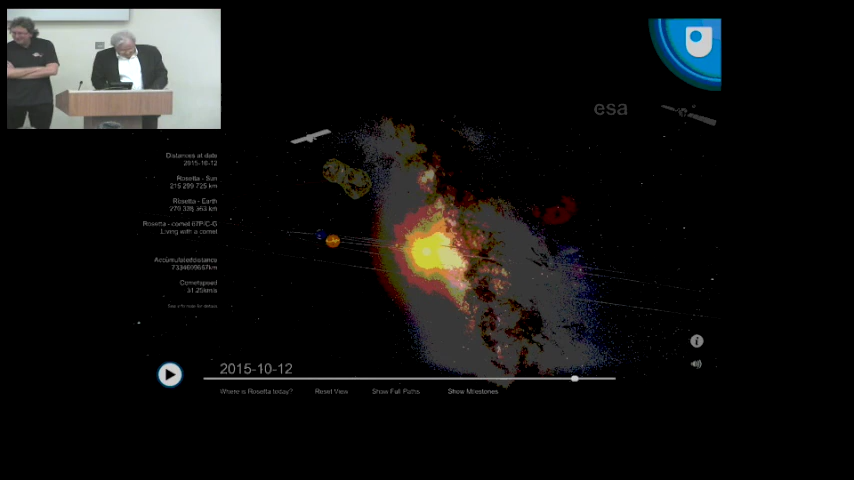 esa
Distances at date
2015-10-12
Rosetta - Sun
Rosetta - Earth
Rosetta - comet 67P/C-G
Living with a comet
Accumulated distance
Comet speed
2015-10-12
Where is Rosetta today?
Reset View
Show Full Paths
Show Milestones